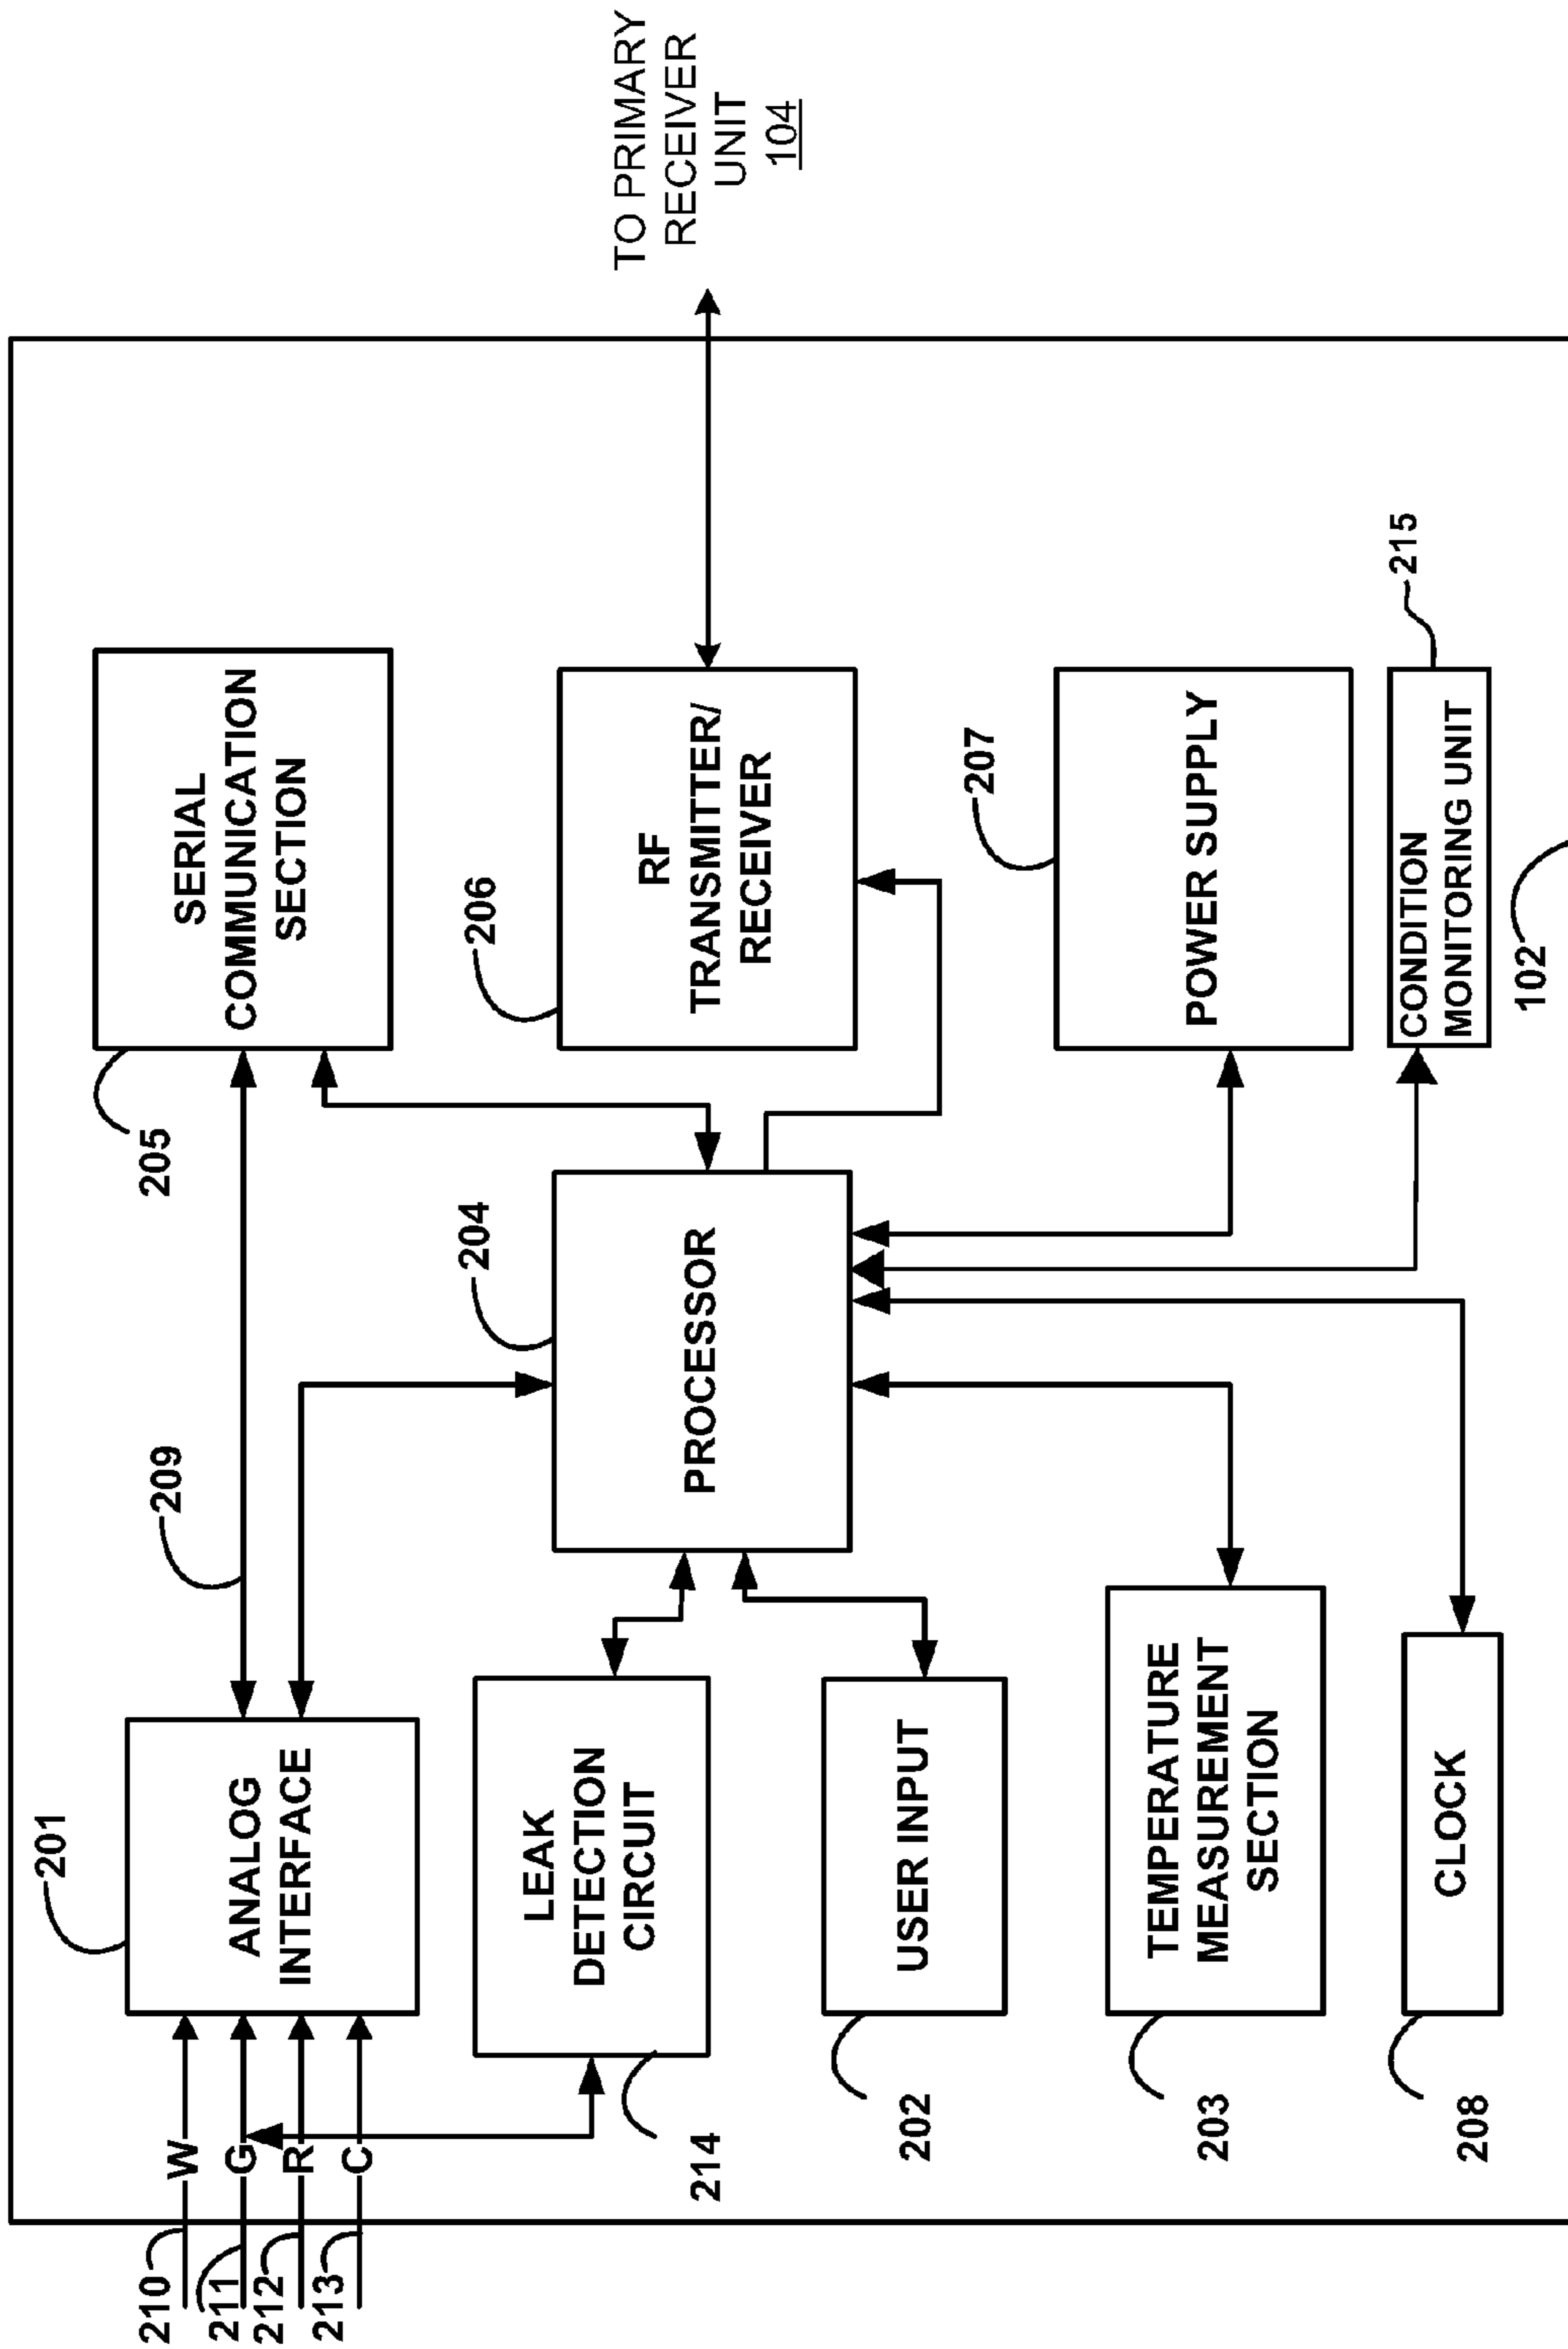 210
211
212
213
W
G
R
C
201
ANALOG
INTERFACE
209
205
SERIAL
COMMUNICATION
SECTION
214
LEAK
DETECTION
CIRCUIT
204
PROCESSOR
206
RF
TRANSMITTER/
RECEIVER
TO PRIMARY
RECEIVER
UNIT
104
202
USER INPUT
203
TEMPERATURE
MEASUREMENT
SECTION
207
POWER SUPPLY
208
CLOCK
CONDITION
MONITORING UNIT
215
102